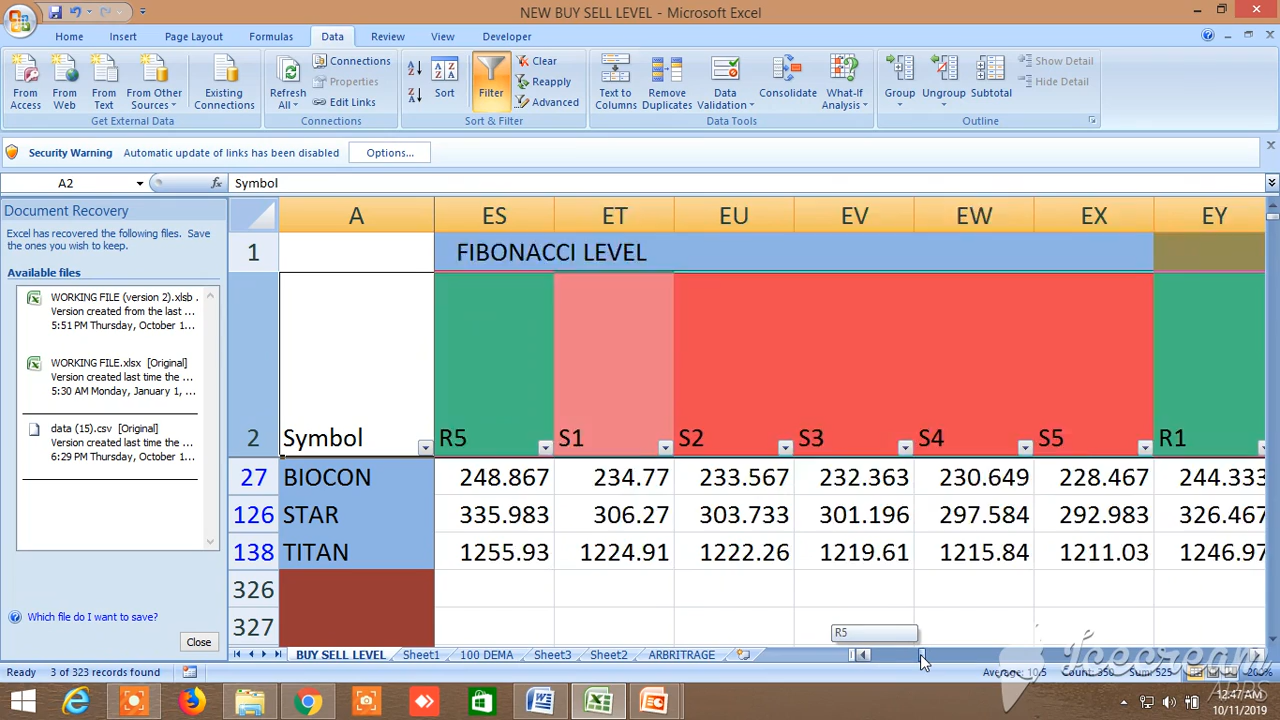 NEW BUY SELL LEVEL - Microsoft Excel
Home Insert Page Layout Formulas Data Review View Developer
From Access From Web From Text From Other Sources Existing Connections
Get External Data
Refresh All Connections Properties Edit Links
Connections
Sort Filter Clear Reapply Advanced
Sort & Filter
Text to Columns Remove Duplicates Data Validation Consolidate What-If Analysis
Data Tools
Group Ungroup Subtotal Show Detail Hide Detail
Outline
Security Warning Automatic update of links has been disabled Options...
A2 fx Symbol
Document Recovery
Excel has recovered the following files. Save the ones you wish to keep.
Available files
WORKING FILE (version 2).xlsb .
Version created from the last ...
5:51 PM Thursday, October 1...
WORKING FILE.xlsx [Original]
Version created last time the ...
5:30 AM Monday, January 1, ...
data (15).csv [Original]
Version created last time the ...
6:29 PM Thursday, October 1...
Which file do I want to save?
Close
A ES ET EU EV EW EX EY
1 FIBONACCI LEVEL
2 Symbol R5 S1 S2 S3 S4 S5 R1
27 BIOCON 248.867 234.77 233.567 232.363 230.649 228.467 244.333
126 STAR 335.983 306.27 303.733 301.196 297.584 292.983 326.467
138 TITAN 1255.93 1224.91 1222.26 1219.61 1215.84 1211.03 1246.97
326
327
R5
BUY SELL LEVEL Sheet1 100 DEMA Sheet3 Sheet2 ARBITRAGE
Ready 3 of 323 records found Average: 10.5 Count: 350 Sum: 525 200%
Icecream
APPS
12:47 AM
10/11/2019